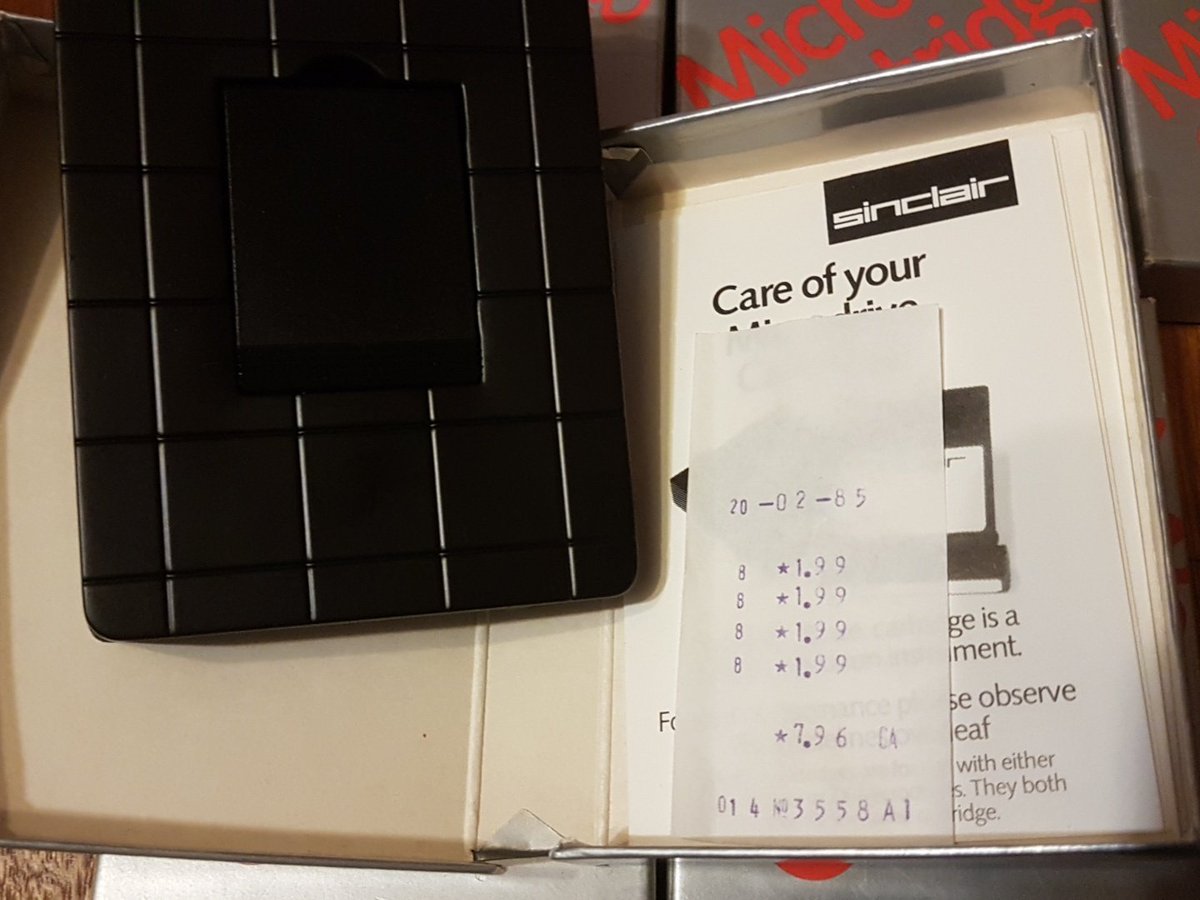 Micro
sinclair
Care of your
20-02-85
8 ★1.99
8 ★1.99
8 ★1.99
8 ★1.99
★7.96 CA
014 Nº3558 A1
ge is a
ment.
se observe
eaf
with either
s. They both
ridge.